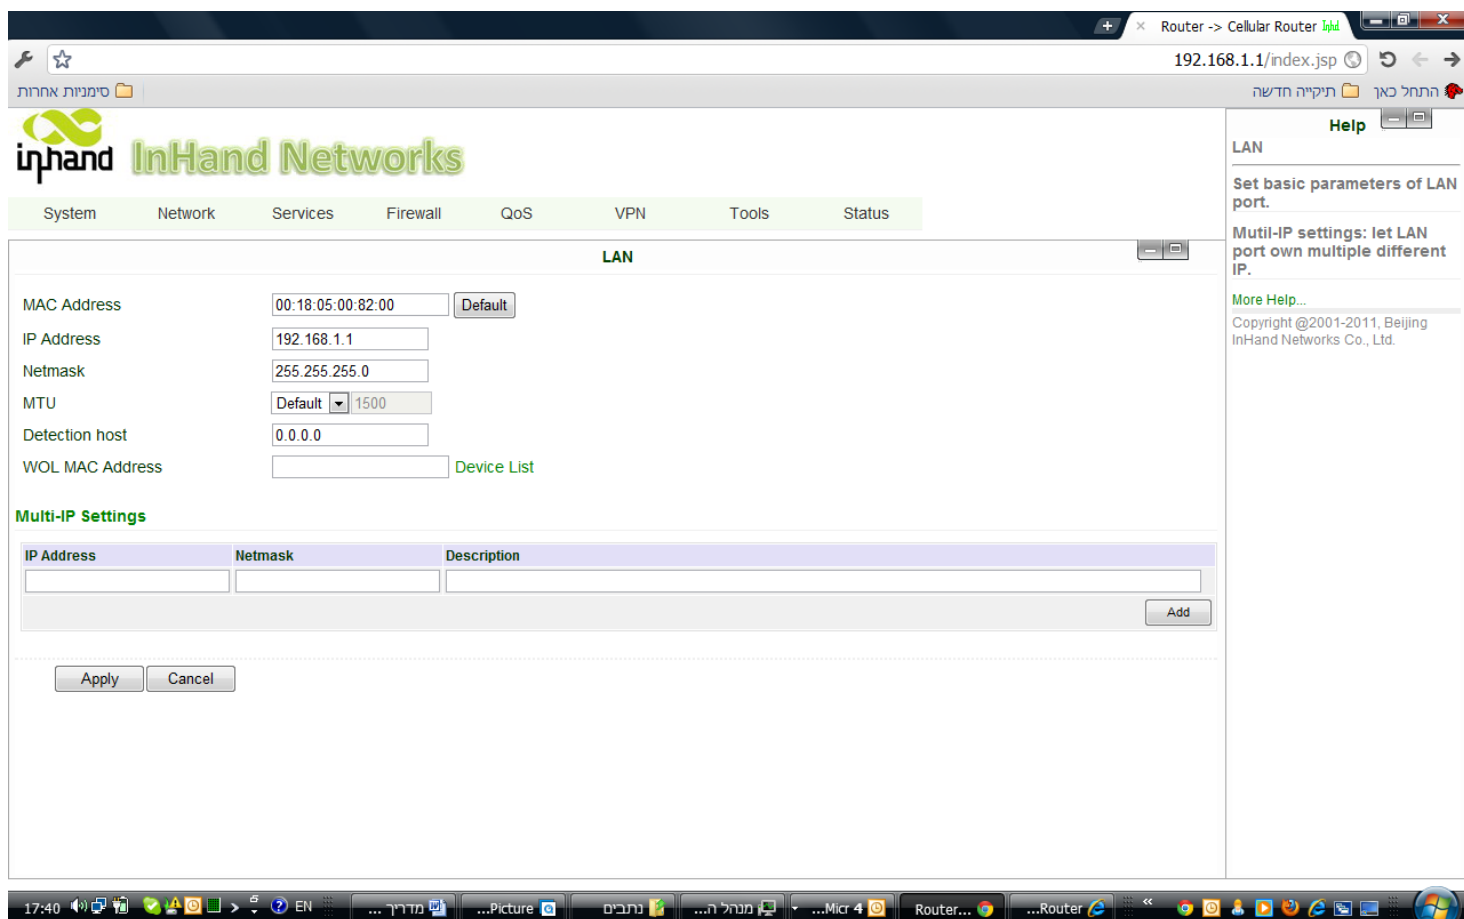 Router -> Cellular Router
192.168.1.1/index.jsp
סימניות אחרות
תיקייה חדשה
התחל כאן
inhand InHand Networks
System Network Services Firewall QoS VPN Tools Status
LAN
MAC Address 00:18:05:00:82:00 Default
IP Address 192.168.1.1
Netmask 255.255.255.0
MTU Default 1500
Detection host 0.0.0.0
WOL MAC Address Device List
Multi-IP Settings
IP Address Netmask Description
Add
Apply Cancel
Help
LAN
Set basic parameters of LAN
port.
Mutil-IP settings: let LAN
port own multiple different
IP.
More Help...
Copyright @2001-2011, Beijing
InHand Networks Co., Ltd.
17:40 EN מדריך ... ...Picture נתבים מנהל ה... ...Micr 4 Router... ...Router